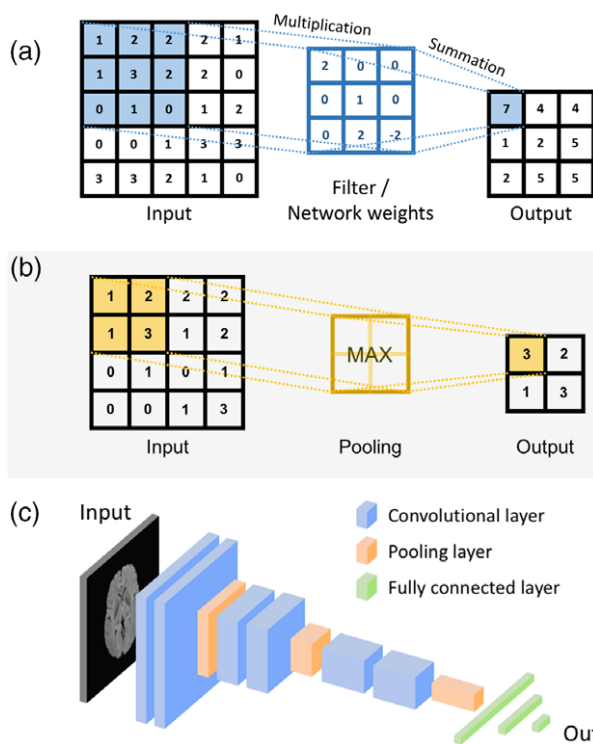 (a)
1 2 2 2 1
1 3 2 2 0
0 1 0 1 2
0 0 1 3 3
3 3 2 1 0
Input
Multiplication
2 0 0
0 1 0
0 2 -2
Filter /
Network weights
Summation
7 4 4
1 2 5
2 5 5
Output
(b)
1 2 2 2
1 3 1 2
0 1 0 1
0 0 1 3
Input
MAX
Pooling
3 2
1 3
Output
(c)
Input
Convolutional layer
Pooling layer
Fully connected layer
Out